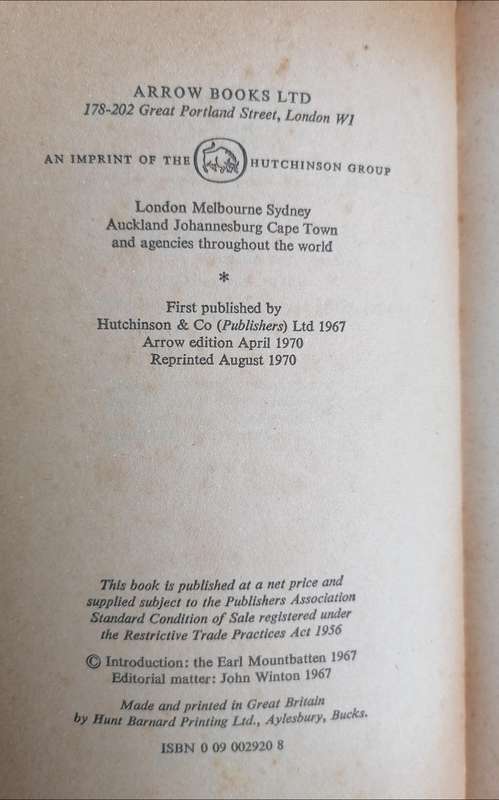 ARROW BOOKS LTD
178-202 Great Portland Street, London W1
AN IMPRINT OF THE HUTCHINSON GROUP
London Melbourne Sydney
Auckland Johannesburg Cape Town
and agencies throughout the world
*
First published by
Hutchinson & Co (Publishers) Ltd 1967
Arrow edition April 1970
Reprinted August 1970
This book is published at a net price and
supplied subject to the Publishers Association
Standard Condition of Sale registered under
the Restrictive Trade Practices Act 1956
© Introduction: the Earl Mountbatten 1967
Editorial matter: John Winton 1967
Made and printed in Great Britain
by Hunt Barnard Printing Ltd., Aylesbury, Bucks.
ISBN 0 09 002920 8